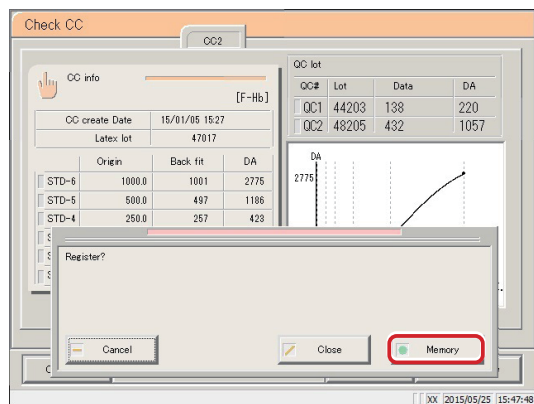 Check CC
CC2
CC info
[F-Hb]
CC create Date 15/01/05 15:27
Latex lot 47017
Origin Back fit DA
STD-6 1000.0 1001 2775
STD-5 500.0 497 1186
STD-4 250.0 257 423
QC lot
QC# Lot Data DA
QC1 44203 138 220
QC2 48205 432 1057
DA
2775
Register?
Cancel Close Memory
XX 2015/05/25 15:47:48